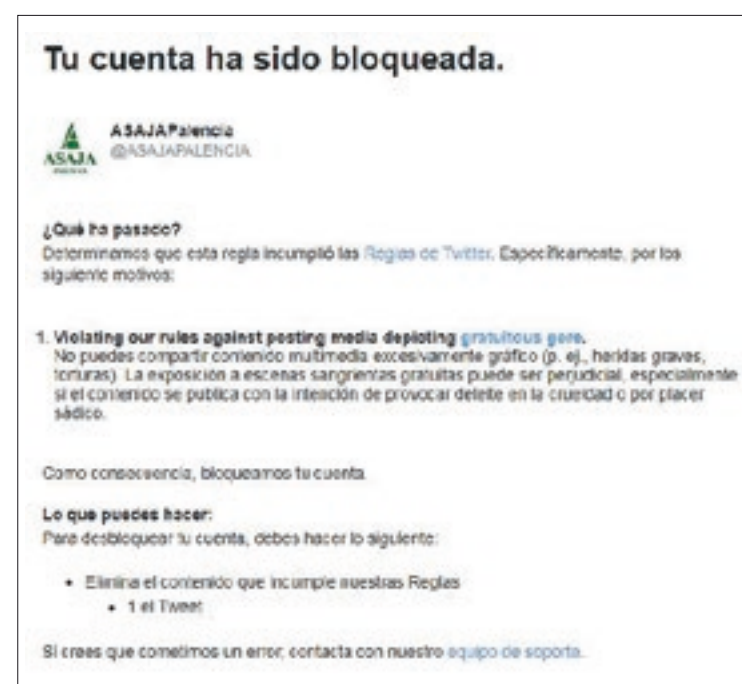 Tu cuenta ha sido bloqueada.
ASAJA
ASAJAPalencia
@ASAJAPALENCIA
¿Qué ha pasado?
Determinamos que esta regla incumplió las Reglas de Twitter. Específicamente, por los
siguiente motivos:
1. Violating our rules against posting media depicting gratuitous gore.
No puedes compartir contenido multimedia excesivamente gráfico (p. ej., heridas graves,
torturas). La exposición a escenas sangrientas gratuitas puede ser perjudicial, especialmente
si el contenido se publica con la intención de provocar deleite en la crueldad o por placer
sádico.
Como consecuencia, bloqueamos tu cuenta
Lo que puedes hacer:
Para desbloquear tu cuenta, debes hacer lo siguiente:
• Elimina el contenido que incumple nuestras Reglas
• 1 el Tweet
Si crees que cometimos un error, contacta con nuestro equipo de soporte.